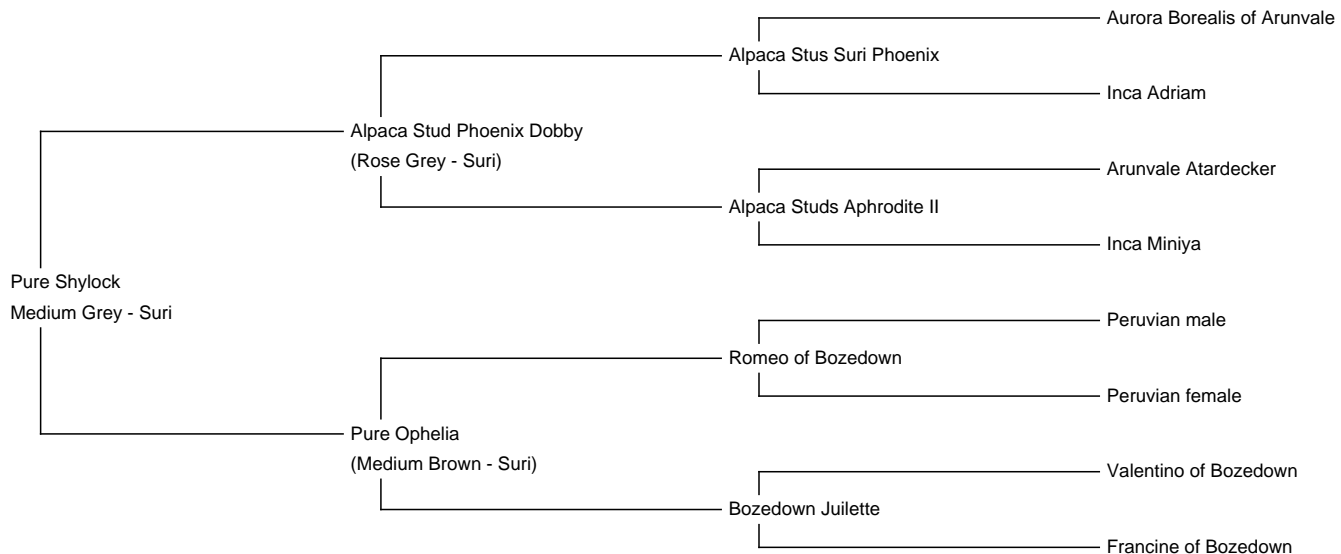 Aurora Borealis of Arunvale
Alpaca Stus Suri Phoenix
Inca Adriam
Alpaca Stud Phoenix Dobby
(Rose Grey - Suri)
Arunvale Atardecker
Alpaca Studs Aphrodite II
Inca Miniya
Pure Shylock
Medium Grey - Suri
Peruvian male
Romeo of Bozedown
Peruvian female
Pure Ophelia
(Medium Brown - Suri)
Valentino of Bozedown
Bozedown Juilette
Francine of Bozedown